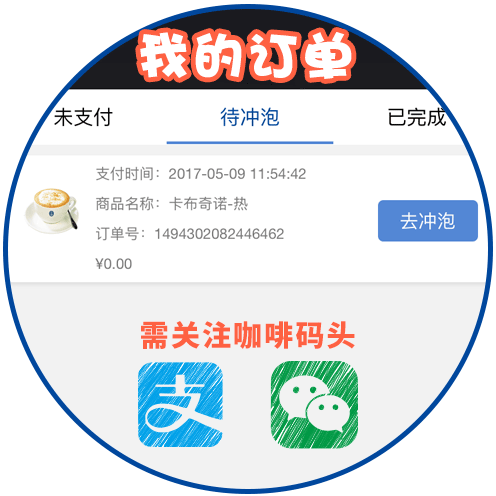 我的订单
未支付 待冲泡 已完成
支付时间：2017-05-09 11:54:42
商品名称：卡布奇诺-热
订单号：1494302082446462
去冲泡
¥0.00
需关注咖啡码头
支